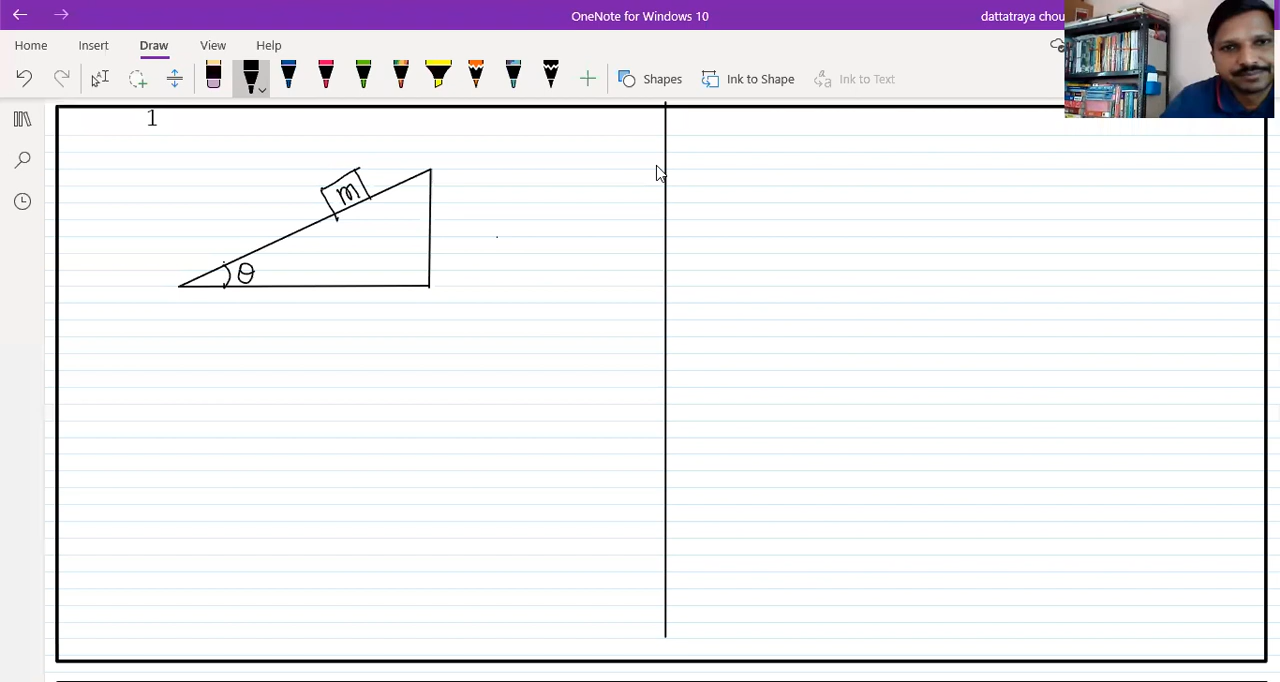 OneNote for Windows 10
dattatraya chou
Home Insert Draw View Help
Shapes Ink to Shape Ink to Text
1
m
θ